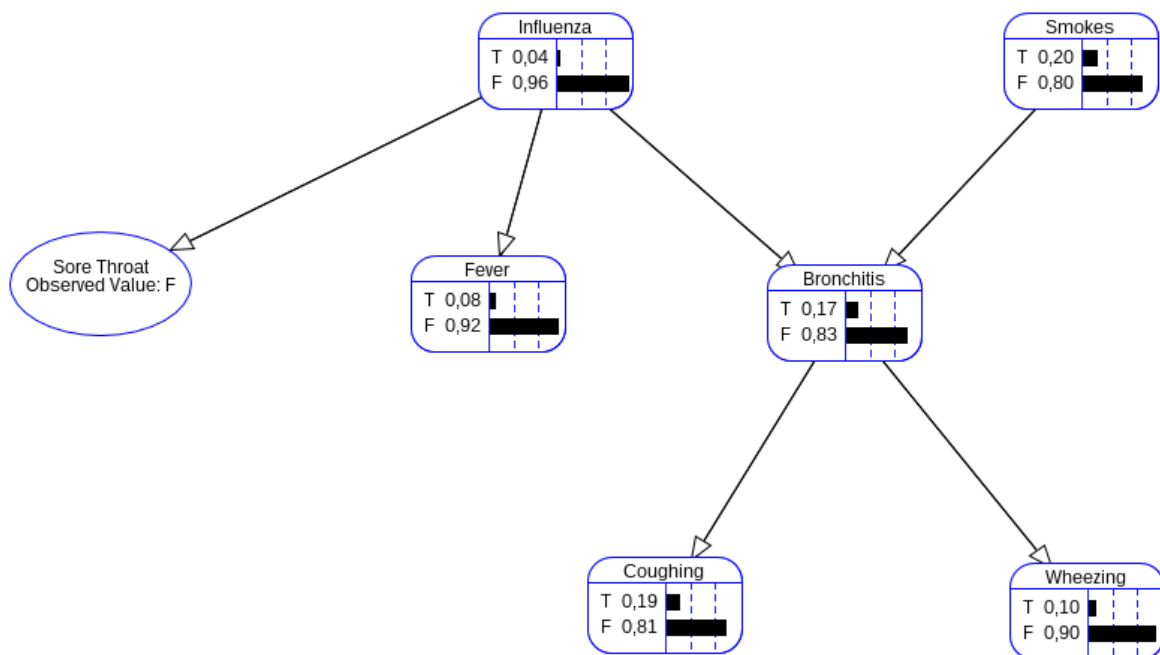 Influenza
T 0,04
F 0,96
Smokes
T 0,20
F 0,80
Sore Throat
Observed Value: F
Fever
T 0,08
F 0,92
Bronchitis
T 0,17
F 0,83
Coughing
T 0,19
F 0,81
Wheezing
T 0,10
F 0,90